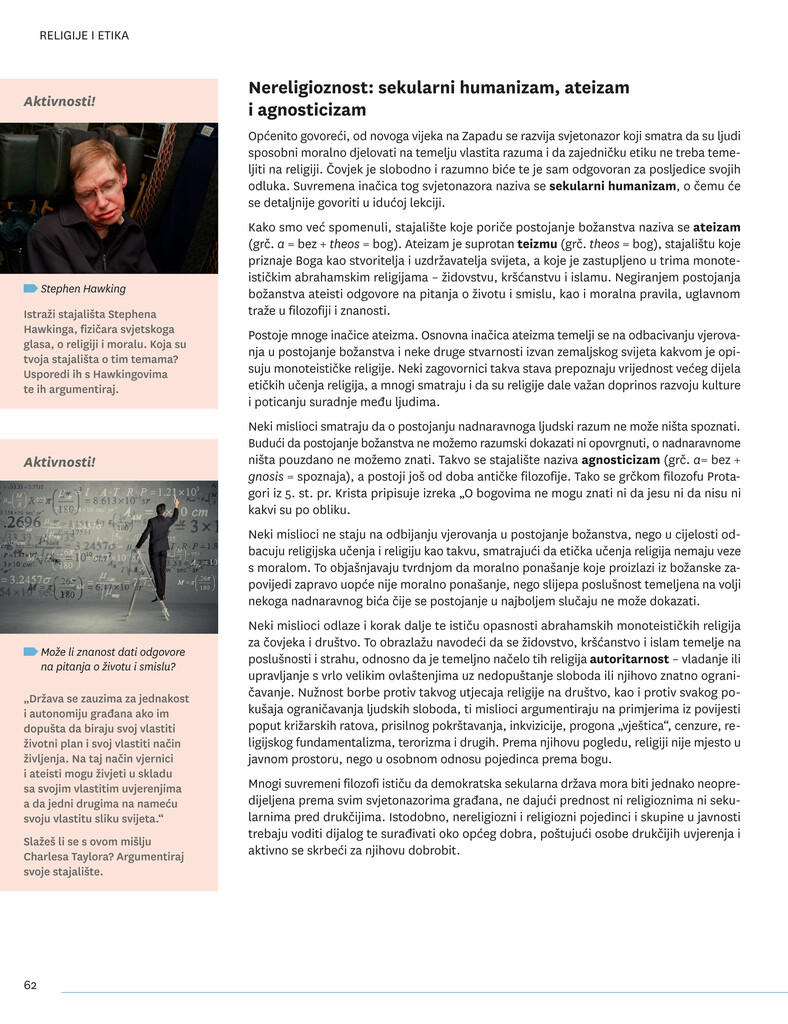 RELIGIJE I ETIKA
Aktivnosti!
Stephen Hawking
Istraži stajališta Stephena
Hawkinga, fizičara svjetskoga
glasa, o religiji i moralu. Koja su
tvoja stajališta o tim temama?
Usporedi ih s Hawkingovima
te ih argumentiraj.
Aktivnosti!
Može li znanost dati odgovore
na pitanja o životu i smislu?
„Država se zauzima za jednakost
i autonomiju građana ako im
dopušta da biraju svoj vlastiti
životni plan i svoj vlastiti način
življenja. Na taj način vjernici
i ateisti mogu živjeti u skladu
sa svojim vlastitim uvjerenjima
a da jedni drugima na nameću
svoju vlastitu sliku svijeta.“
Slažeš li se s ovom mišlju
Charlesa Taylora? Argumentiraj
svoje stajalište.
Nereligioznost: sekularni humanizam, ateizam
i agnosticizam
Općenito govoreći, od novoga vijeka na Zapadu se razvija svjetonazor koji smatra da su ljudi
sposobni moralno djelovati na temelju vlastita razuma i da zajedničku etiku ne treba teme-
ljiti na religiji. Čovjek je slobodno i razumno biće te je sam odgovoran za posljedice svojih
odluka. Suvremena inačica tog svjetonazora naziva se sekularni humanizam, o čemu će
se detaljnije govoriti u idućoj lekciji.
Kako smo već spomenuli, stajalište koje poriče postojanje božanstva naziva se ateizam
(grč. a = bez + theos = bog). Ateizam je suprotan teizmu (grč. theos = bog), stajalištu koje
priznaje Boga kao stvoritelja i uzdržavatelja svijeta, a koje je zastupljeno u trima monote-
ističkim abrahamskim religijama – židovstvu, kršćanstvu i islamu. Negiranjem postojanja
božanstva ateisti odgovore na pitanja o životu i smislu, kao i moralna pravila, uglavnom
traže u filozofiji i znanosti.
Postoje mnoge inačice ateizma. Osnovna inačica ateizma temelji se na odbacivanju vjerova-
nja u postojanje božanstva i neke druge stvarnosti izvan zemaljskog svijeta kakvom je opi-
suju monoteističke religije. Neki zagovornici takva stava prepoznaju vrijednost većeg dijela
etičkih učenja religija, a mnogi smatraju i da su religije dale važan doprinos razvoju kulture
i poticanju suradnje među ljudima.
Neki mislioci smatraju da o postojanju nadnaravnoga ljudski razum ne može ništa spoznati.
Budući da postojanje božanstva ne možemo razumski dokazati ni opovrgnuti, o nadnaravnome
ništa pouzdano ne možemo znati. Takvo se stajalište naziva agnosticizam (grč. a= bez +
gnosis = spoznaja), a postoji još od doba antičke filozofije. Tako se grčkom filozofu Prota-
gori iz 5. st. pr. Krista pripisuje izreka „O bogovima ne mogu znati ni da jesu ni da nisu ni
kakvi su po obliku.
Neki mislioci ne staju na odbijanju vjerovanja u postojanje božanstva, nego u cijelosti od-
bacuju religijska učenja i religiju kao takvu, smatrajući da etička učenja religija nemaju veze
s moralom. To objašnjavaju tvrdnjom da moralno ponašanje koje proizlazi iz božanske za-
povijedi zapravo uopće nije moralno ponašanje, nego slijepa poslušnost temeljena na volji
nekoga nadnaravnog bića čije se postojanje u najboljem slučaju ne može dokazati.
Neki mislioci odlaze i korak dalje te ističu opasnosti abrahamskih monoteističkih religija
za čovjeka i društvo. To obrazlažu navodeći da se židovstvo, kršćanstvo i islam temelje na
poslušnosti i strahu, odnosno da je temeljno načelo tih religija autoritarnost – vladanje ili
upravljanje s vrlo velikim ovlaštenjima uz nedopuštanje sloboda ili njihovo znatno ograni-
čavanje. Nužnost borbe protiv takvog utjecaja religije na društvo, kao i protiv svakog po-
kušaja ograničavanja ljudskih sloboda, ti mislioci argumentiraju na primjerima iz povijesti
poput križarskih ratova, prisilnog pokrštavanja, inkvizicije, progona „vještica“, cenzure, re-
ligijskog fundamentalizma, terorizma i drugih. Prema njihovu pogledu, religiji nije mjesto u
javnom prostoru, nego u osobnom odnosu pojedinca prema bogu.
Mnogi suvremeni filozofi ističu da demokratska sekularna država mora biti jednako neopre-
dijeljena prema svim svjetonazorima građana, ne dajući prednost ni religioznima ni seku-
larnima pred drukčijima. Istodobno, nereligiozni i religiozni pojedinci i skupine u javnosti
trebaju voditi dijalog te surađivati oko općeg dobra, poštujući osobe drukčijih uvjerenja i
aktivno se skrbeći za njihovu dobrobit.
62